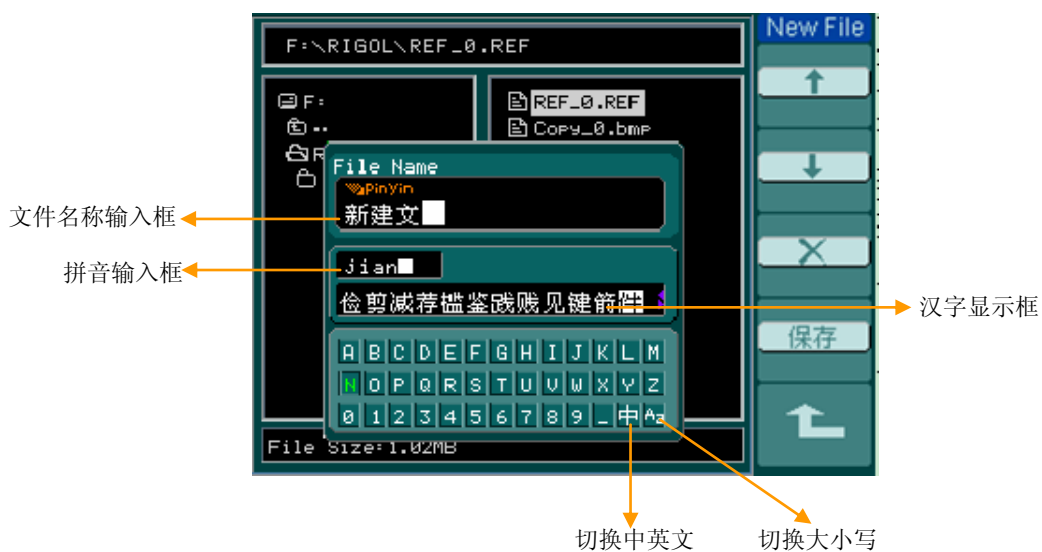 New File
F:\RIGOL\REF_0.REF
F:
REF_0.REF
..
Copy_0.bmp
R
File Name
PinYin
文件名称输入框
新建文
拼音输入框
jian
俭剪减荐槛鉴践贱见键箭件
汉字显示框
保存
A B C D E F G H I J K L M
N O P Q R S T U V W X Y Z
0 1 2 3 4 5 6 7 8 9 _ 中 Aa
File Size:1.02MB
切换中英文
切换大小写